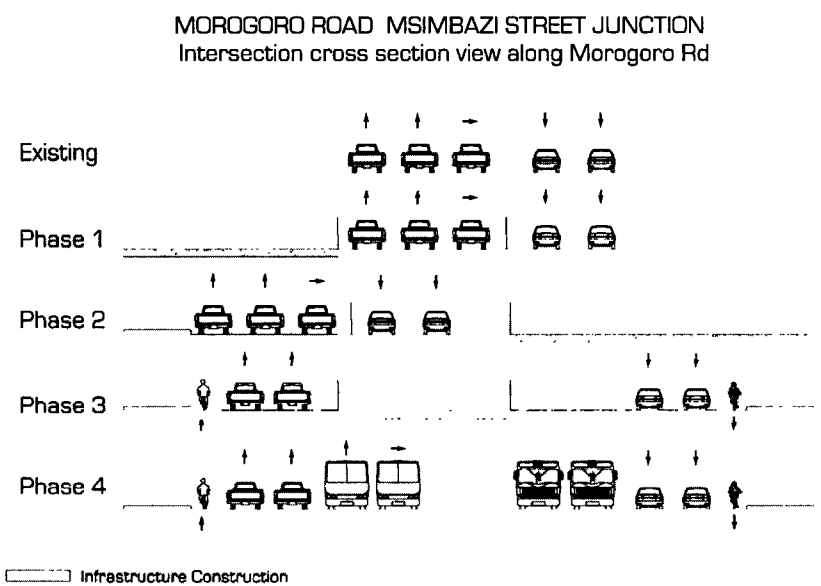 MOROGORO ROAD MSIMBAZI STREET JUNCTION
Intersection cross section view along Morogoro Rd
Existing
Phase 1
Phase 2
Phase 3
Phase 4
Infrastructure Construction